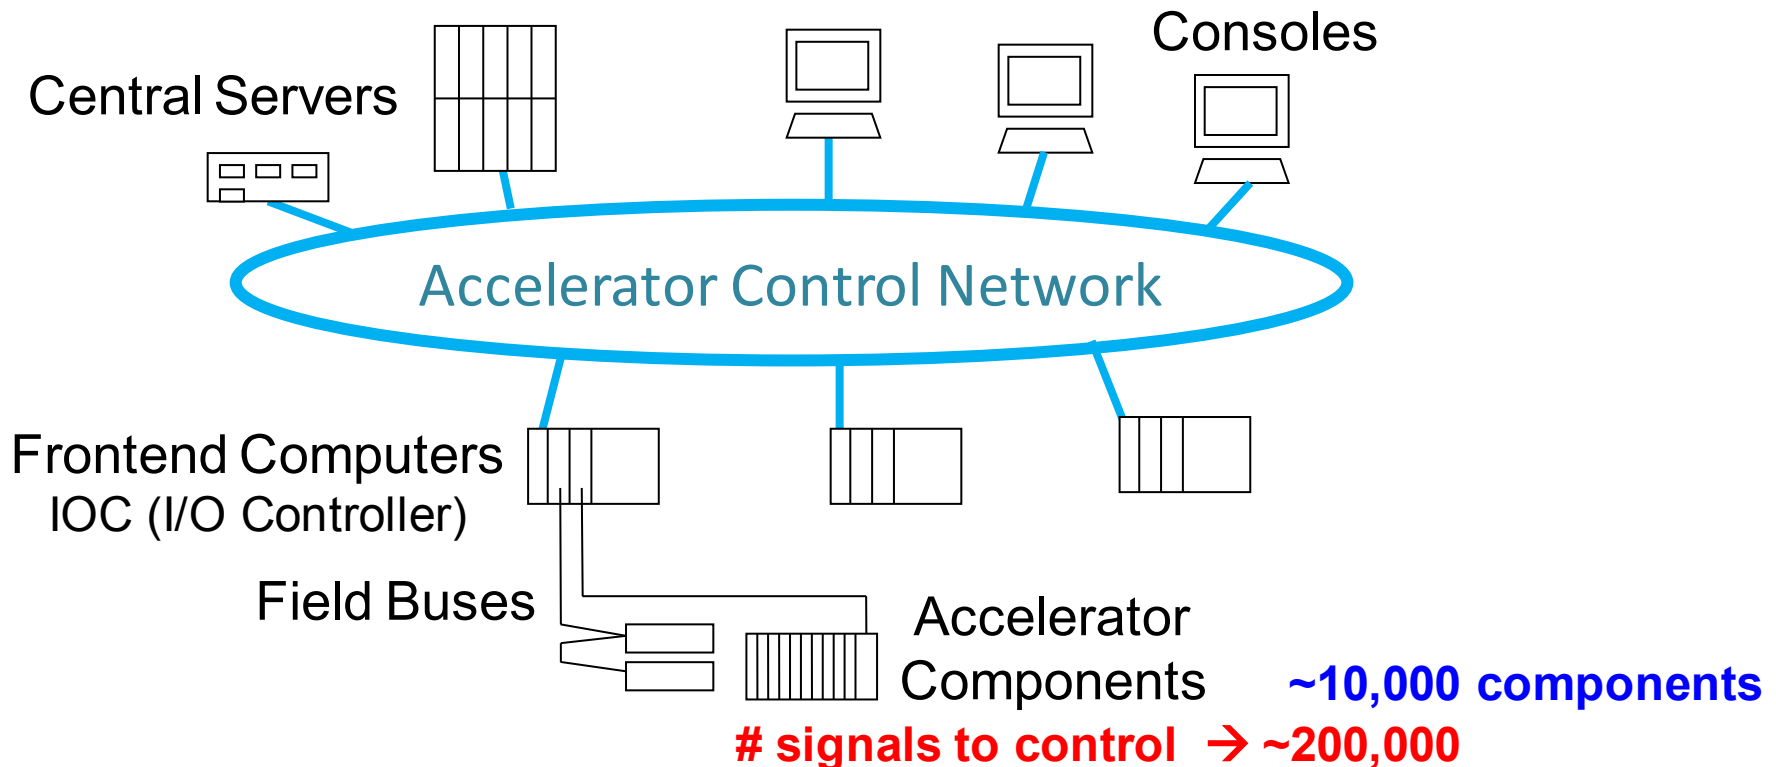 Consoles
Central Servers
Accelerator Control Network
Frontend Computers
IOC (I/O Controller)
Field Buses
Accelerator
Components
~10,000 components
# signals to control → ~200,000